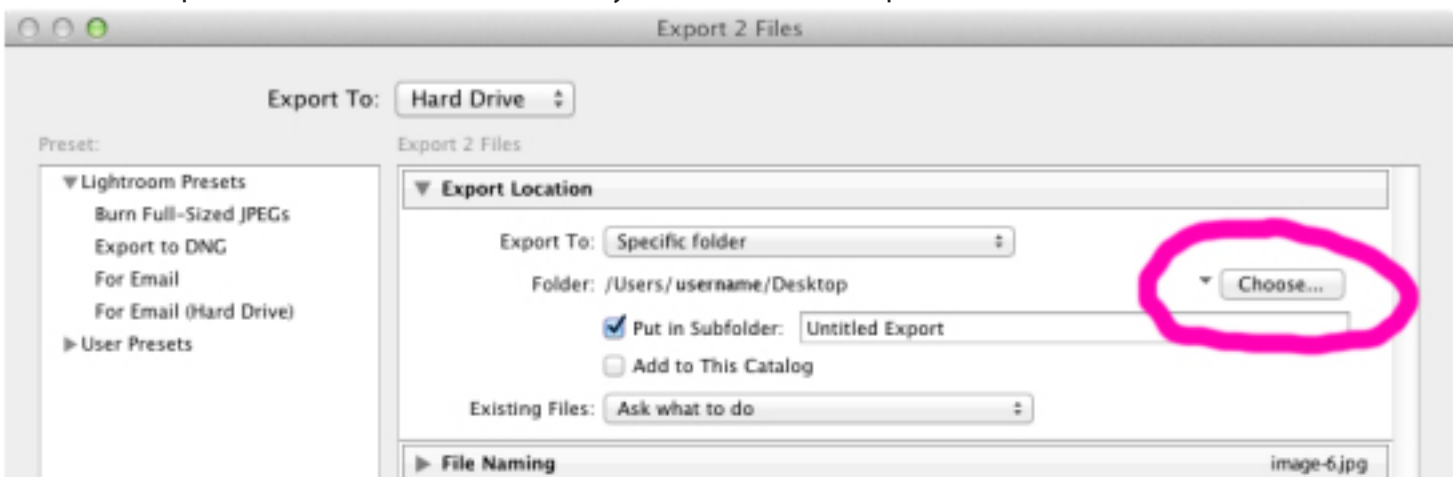 Export 2 Files
Export To: Hard Drive
Preset:
Export 2 Files
Lightroom Presets
Burn Full-Sized JPEGs
Export to DNG
For Email
For Email (Hard Drive)
User Presets
Export Location
Export To: Specific folder
Folder: /Users/username/Desktop
Choose...
Put in Subfolder: Untitled Export
Add to This Catalog
Existing Files: Ask what to do
File Naming
image-6.jpg